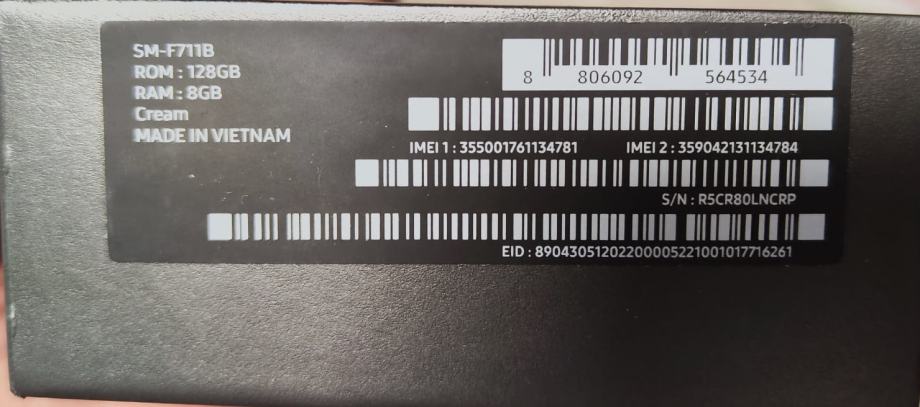 SM-F711B
ROM : 128GB
RAM : 8GB
Cream
MADE IN VIETNAM
8 806092 564534
IMEI 1 : 355001761134781 IMEI 2 : 359042131134784
S/N : R5CR80LNCRP
EID : 89043051202200005221001017716261